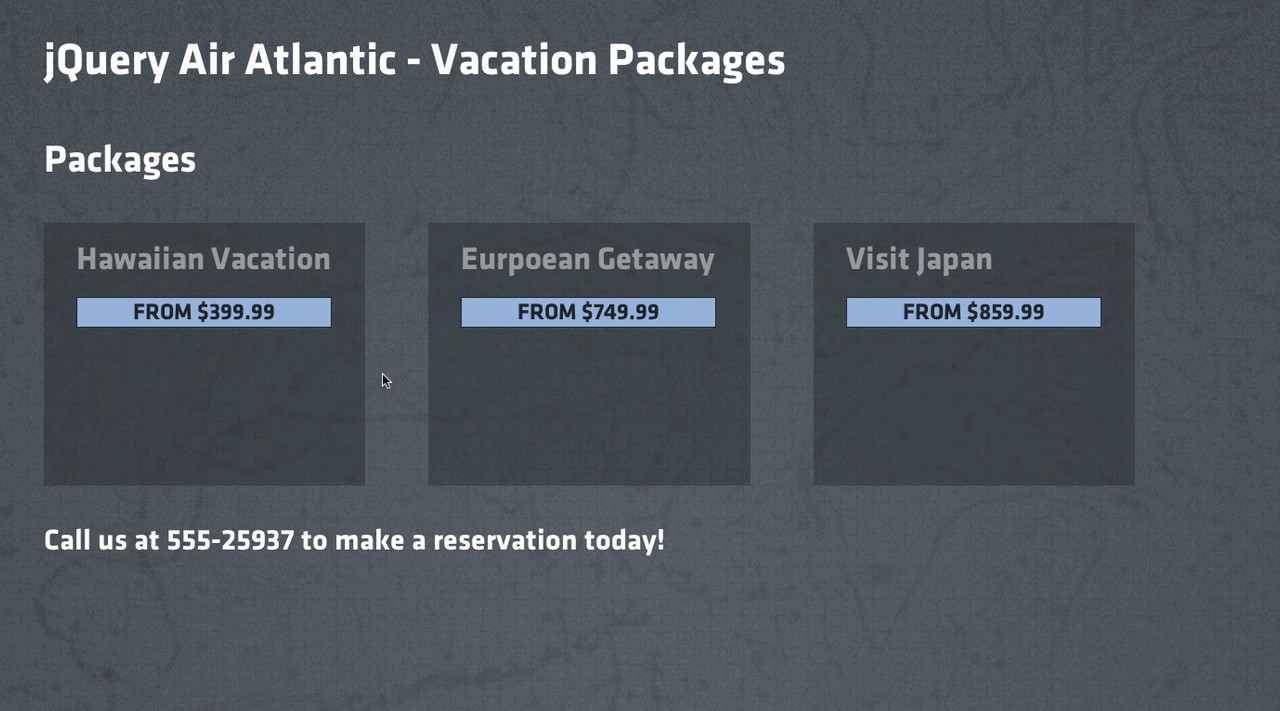 jQuery Air Atlantic - Vacation Packages
Packages
Hawaiian Vacation
FROM $399.99
Eurpoean Getaway
FROM $749.99
Visit Japan
FROM $859.99
Call us at 555-25937 to make a reservation today!